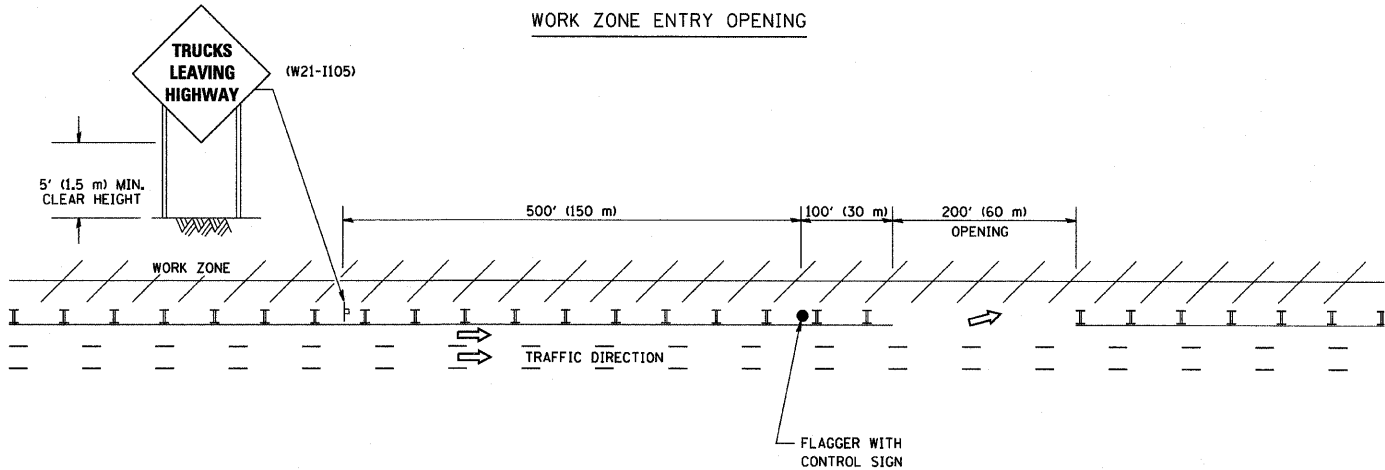 WORK ZONE ENTRY OPENING
TRUCKS
LEAVING
HIGHWAY
(W21-I105)
5' (1.5 m) MIN.
CLEAR HEIGHT
500' (150 m)
100' (30 m)
200' (60 m)
OPENING
WORK ZONE
TRAFFIC DIRECTION
FLAGGER WITH
CONTROL SIGN